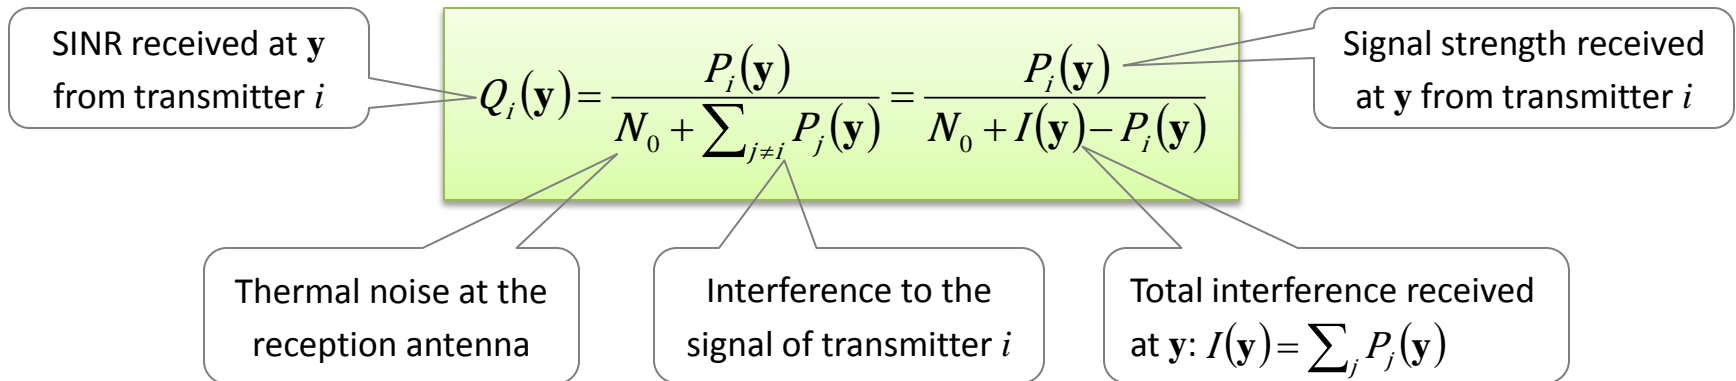 SINR received at y
from transmitter i
Q_i(y) = P_i(y) / (N_0 + ∑_{j≠i} P_j(y)) = P_i(y) / (N_0 + I(y) − P_i(y))
Signal strength received
at y from transmitter i
Thermal noise at the
reception antenna
Interference to the
signal of transmitter i
Total interference received
at y: I(y) = ∑_j P_j(y)